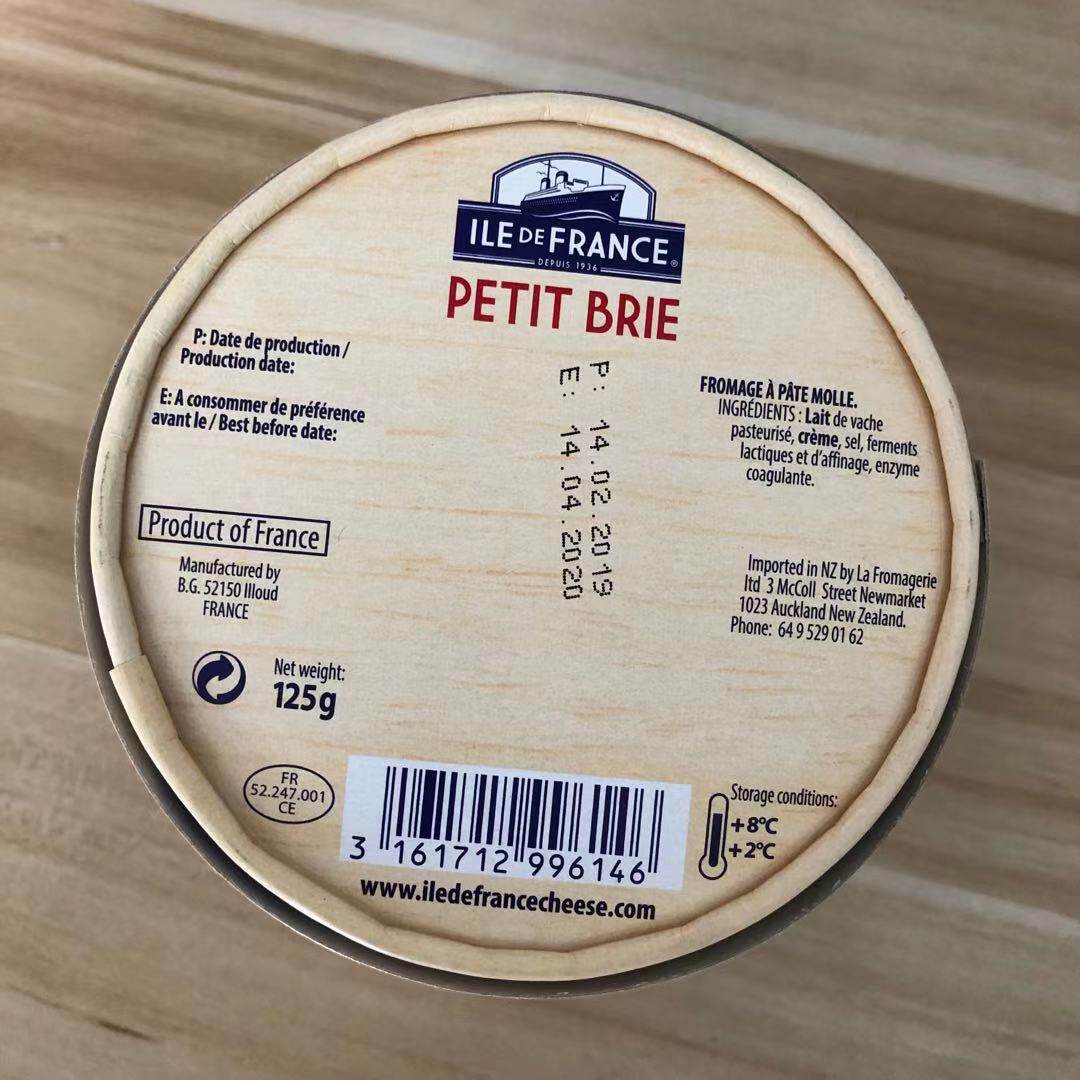 ILE DE FRANCE®
DEPUIS 1936
PETIT BRIE
P: Date de production /
Production date:
E: A consommer de préférence
avant le / Best before date:
P: 14.02.2019
E: 14.04.2020
FROMAGE À PÂTE MOLLE.
INGRÉDIENTS : Lait de vache
pasteurisé, crème, sel, ferments
lactiques et d'affinage, enzyme
coagulante.
Product of France
Manufactured by
B.G. 52150 Illoud
FRANCE
Imported in NZ by La Fromagerie
ltd 3 McColl Street Newmarket
1023 Auckland New Zealand.
Phone: 64 9 529 01 62
Net weight:
125g
FR
52.247.001
CE
3 161712 996146
Storage conditions:
+8°C
+2°C
www.iledefrancecheese.com